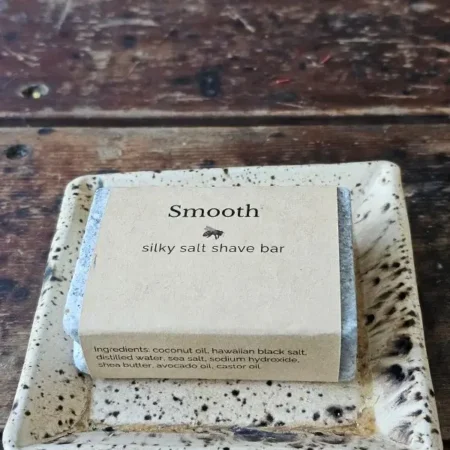 Smooth
silky salt shave bar
Ingredients: coconut oil, hawaiian black salt,
distilled water, sea salt, sodium hydroxide,
shea butter, avocado oil, castor oil.